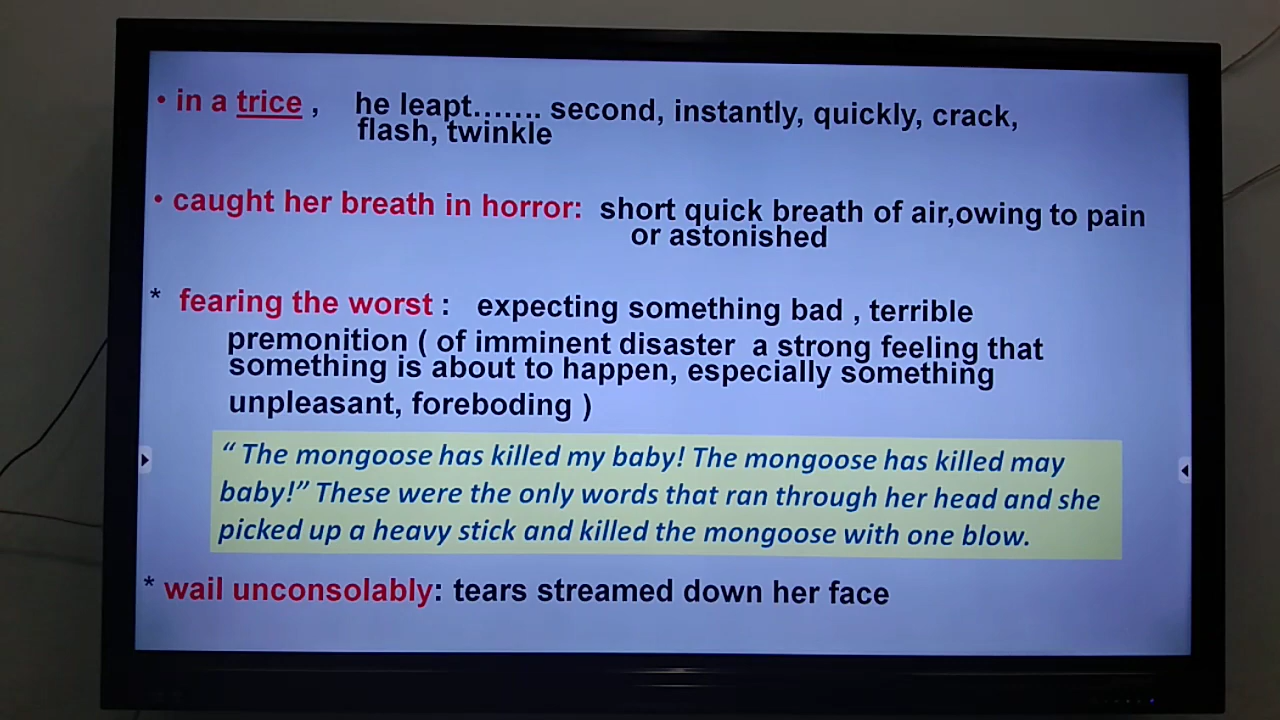 • in a trice , he leapt……. second, instantly, quickly, crack,
flash, twinkle
• caught her breath in horror: short quick breath of air,owing to pain
or astonished
* fearing the worst : expecting something bad , terrible
premonition ( of imminent disaster a strong feeling that
something is about to happen, especially something
unpleasant, foreboding )
“ The mongoose has killed my baby! The mongoose has killed may
baby!” These were the only words that ran through her head and she
picked up a heavy stick and killed the mongoose with one blow.
* wail unconsolably: tears streamed down her face